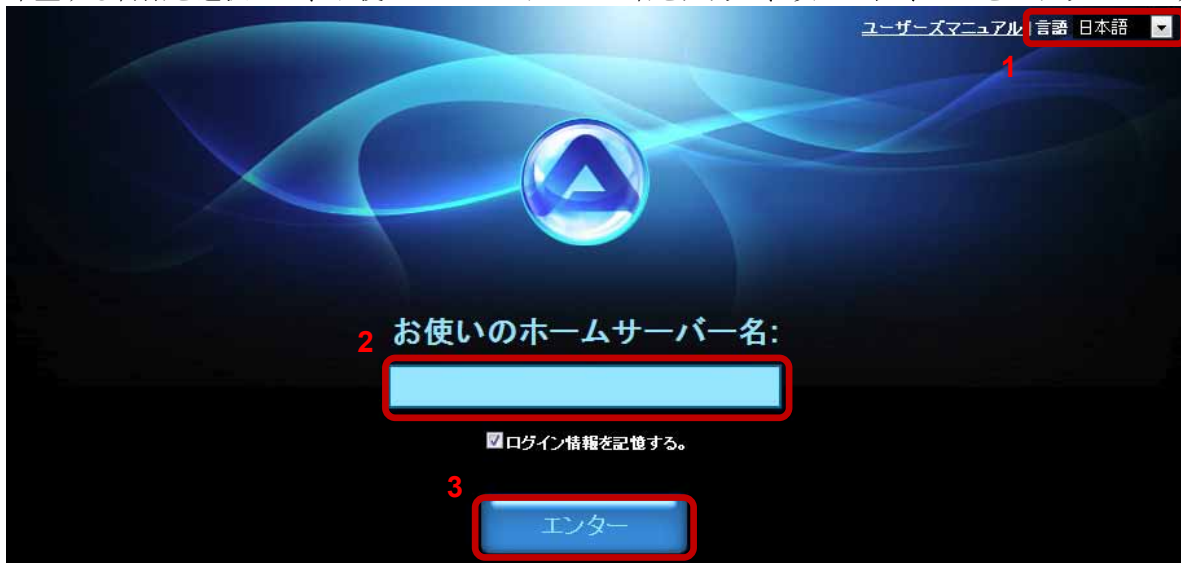 ユーザーズマニュアル | 言語 日本語
1
2 お使いのホームサーバー名:
ログイン情報を記憶する。
3
エンター